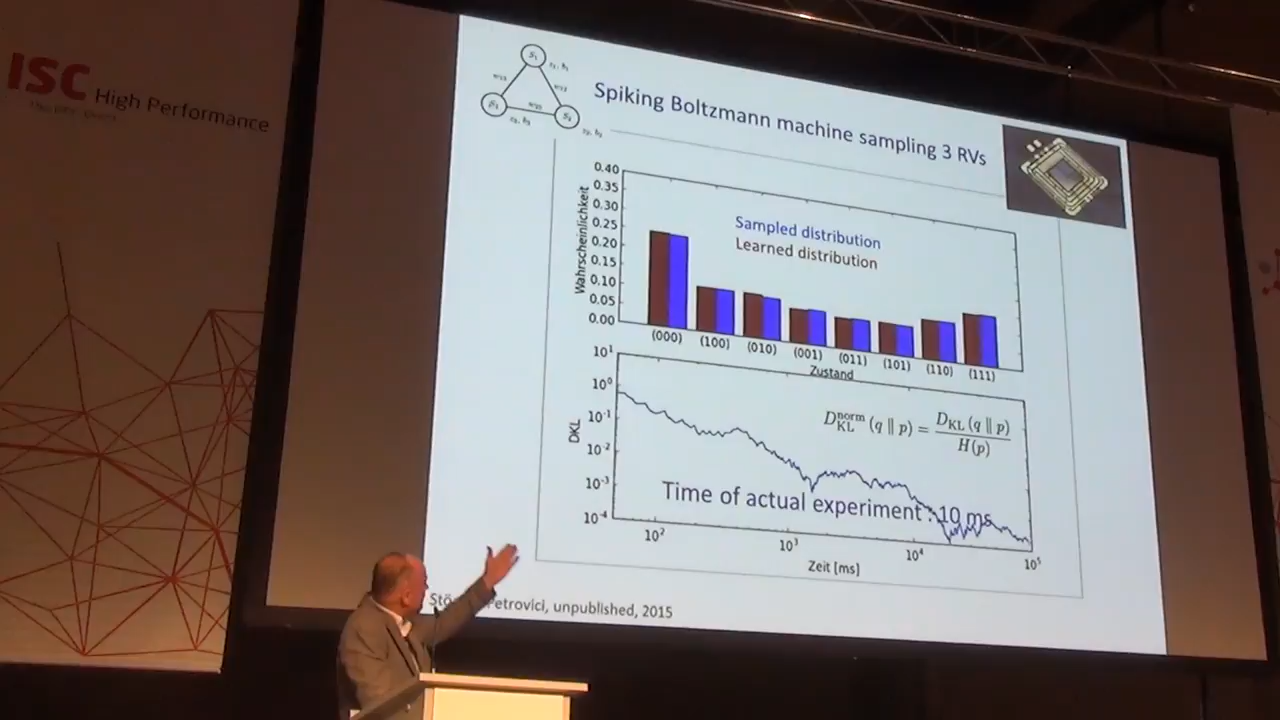 ISC High Performance
Spiking Boltzmann machine sampling 3 RVs
Wahrscheinlichkeit
0.40
0.35
0.30
0.25
0.20
0.15
0.10
0.05
0.00
Sampled distribution
Learned distribution
(000) (100) (010) (001) (011) (101) (110) (111)
Zustand
DKL
10¹
10⁰
10⁻¹
10⁻²
10⁻³
10⁻⁴
D_KL^norm (q ∥ p) = D_KL (q ∥ p) / H(p)
Time of actual experiment : 10 ms
10² 10³ 10⁴ 10⁵
Zeit [ms]
Petrovici, unpublished, 2015